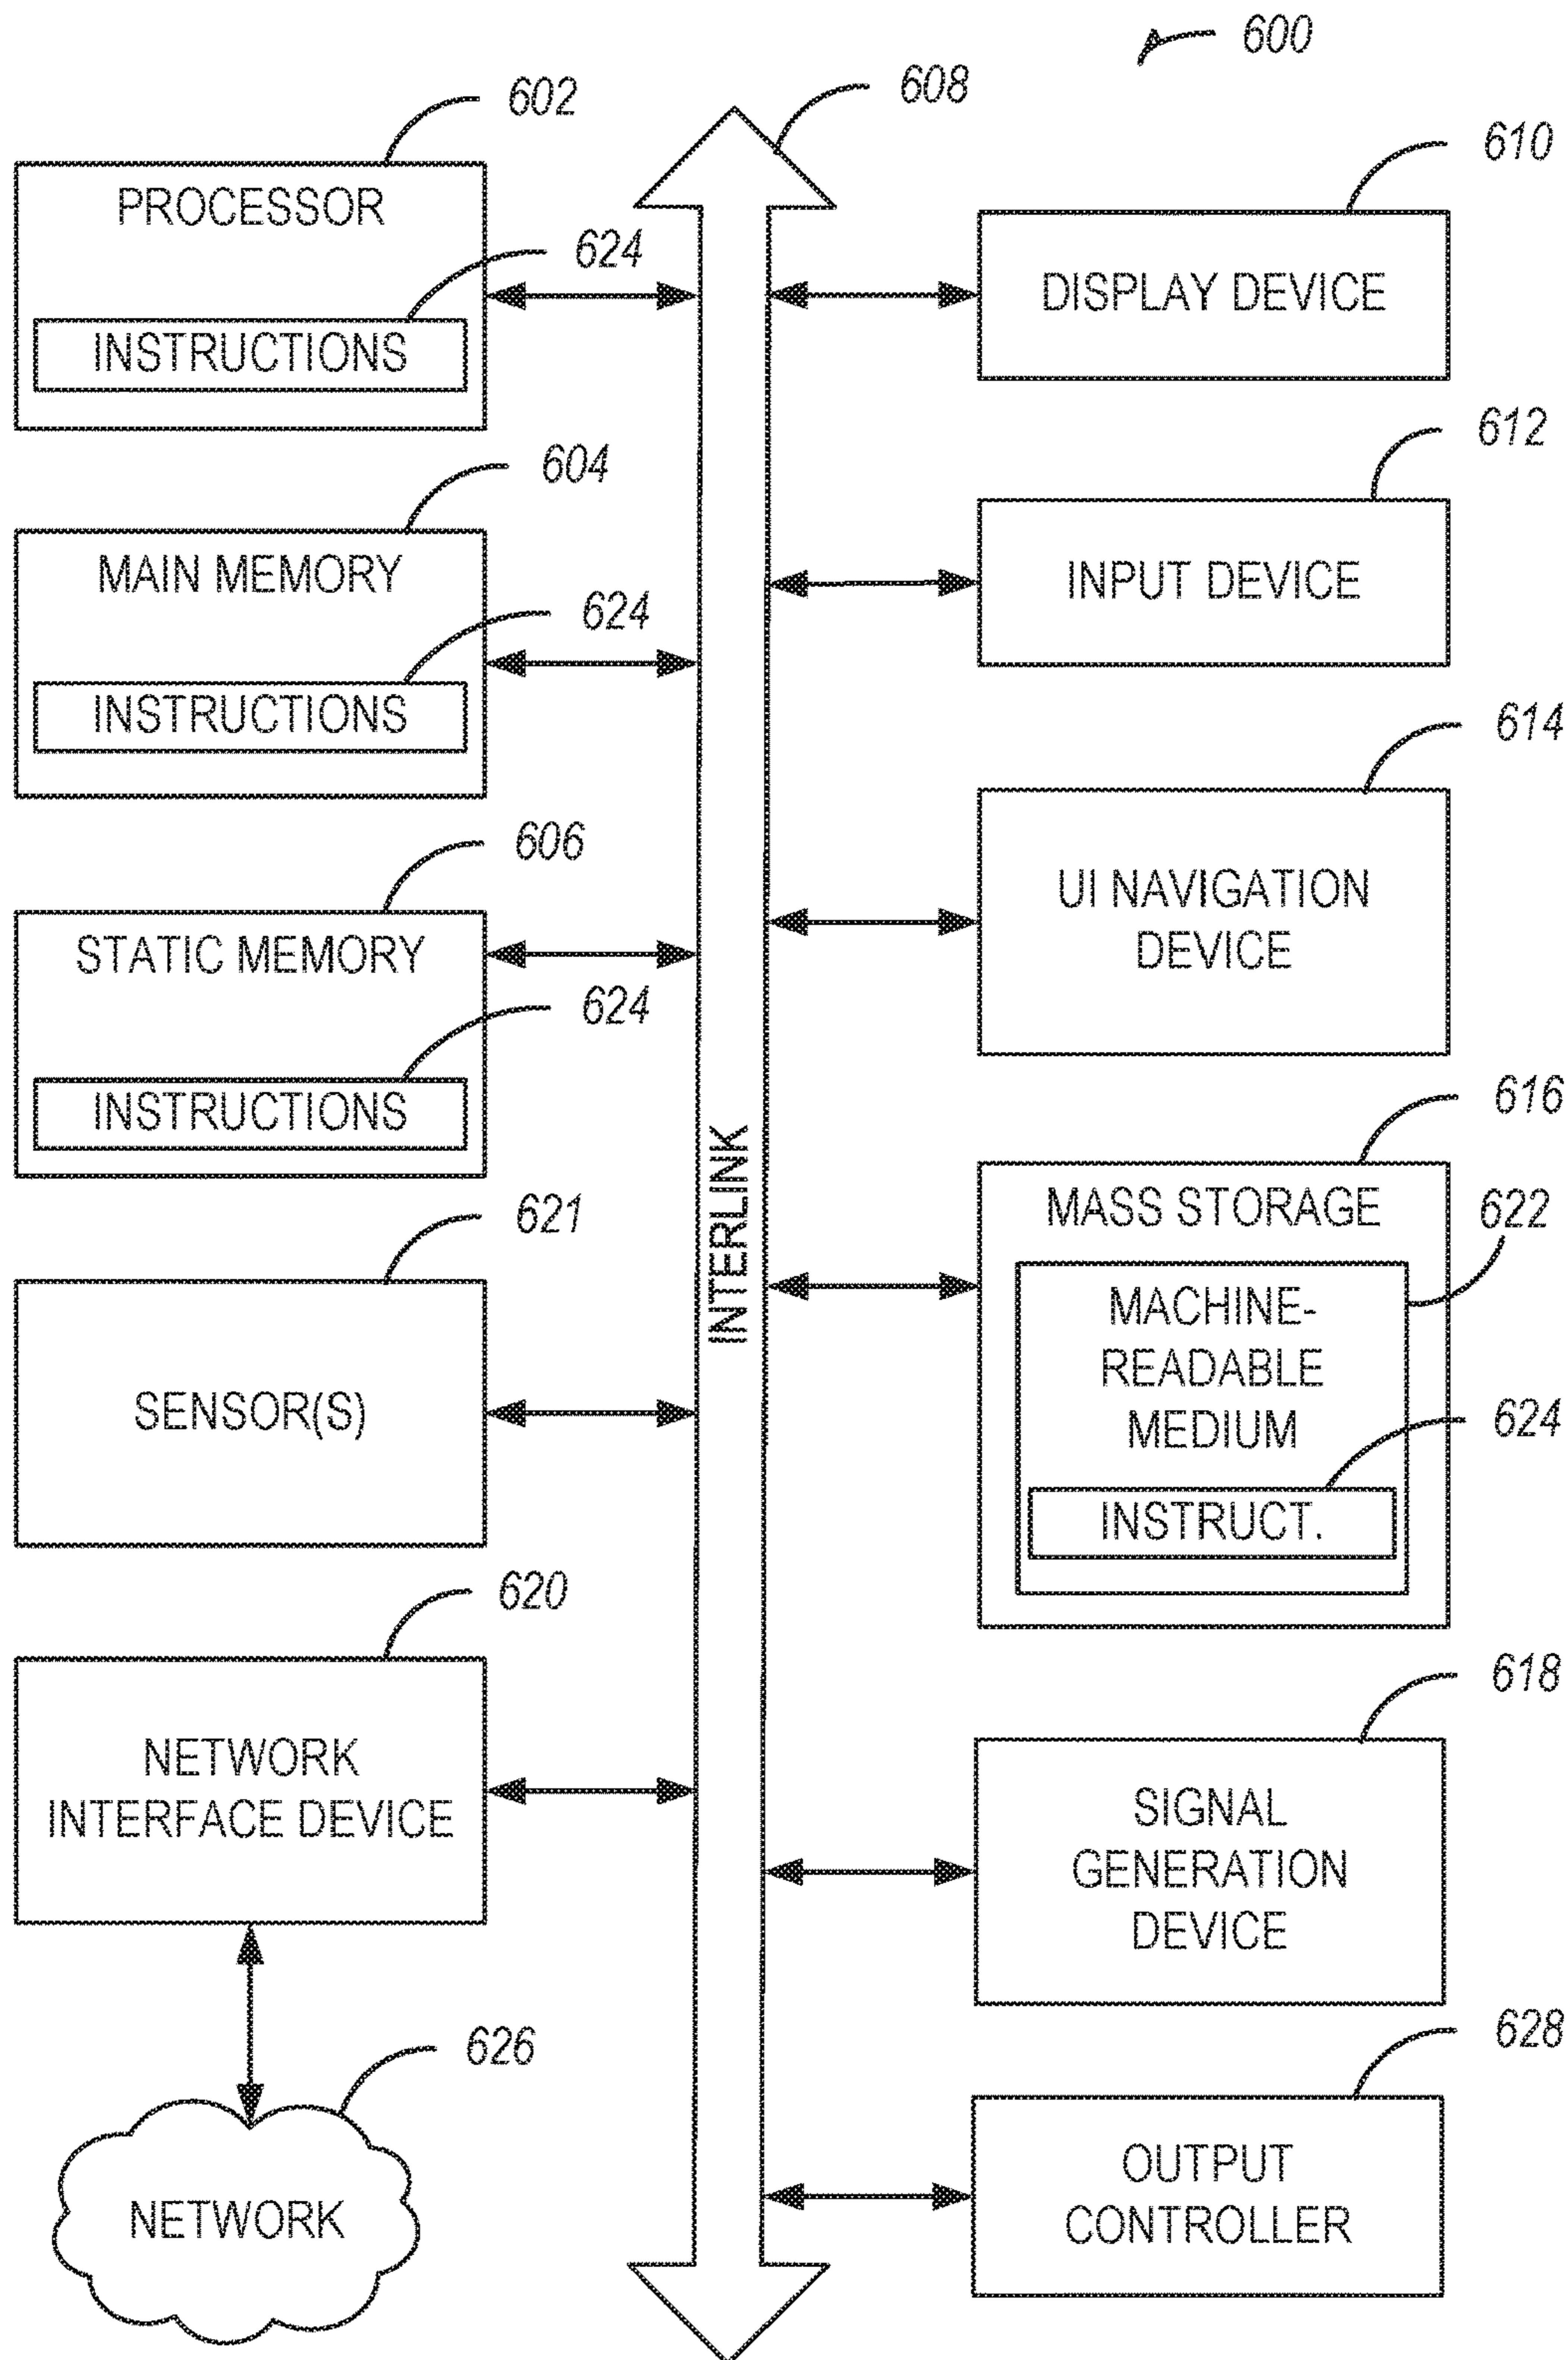 600
608
602
PROCESSOR
624
INSTRUCTIONS
604
MAIN MEMORY
624
INSTRUCTIONS
606
STATIC MEMORY
624
INSTRUCTIONS
621
SENSOR(S)
620
NETWORK
INTERFACE DEVICE
626
NETWORK
INTERLINK
610
DISPLAY DEVICE
612
INPUT DEVICE
614
UI NAVIGATION
DEVICE
616
MASS STORAGE
622
MACHINE-
READABLE
MEDIUM
624
INSTRUCT.
618
SIGNAL
GENERATION
DEVICE
628
OUTPUT
CONTROLLER